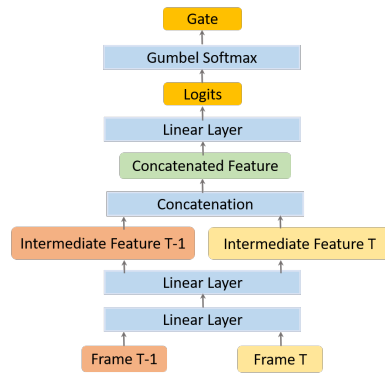 Gate
Gumbel Softmax
Logits
Linear Layer
Concatenated Feature
Concatenation
Intermediate Feature T-1
Intermediate Feature T
Linear Layer
Linear Layer
Frame T-1
Frame T